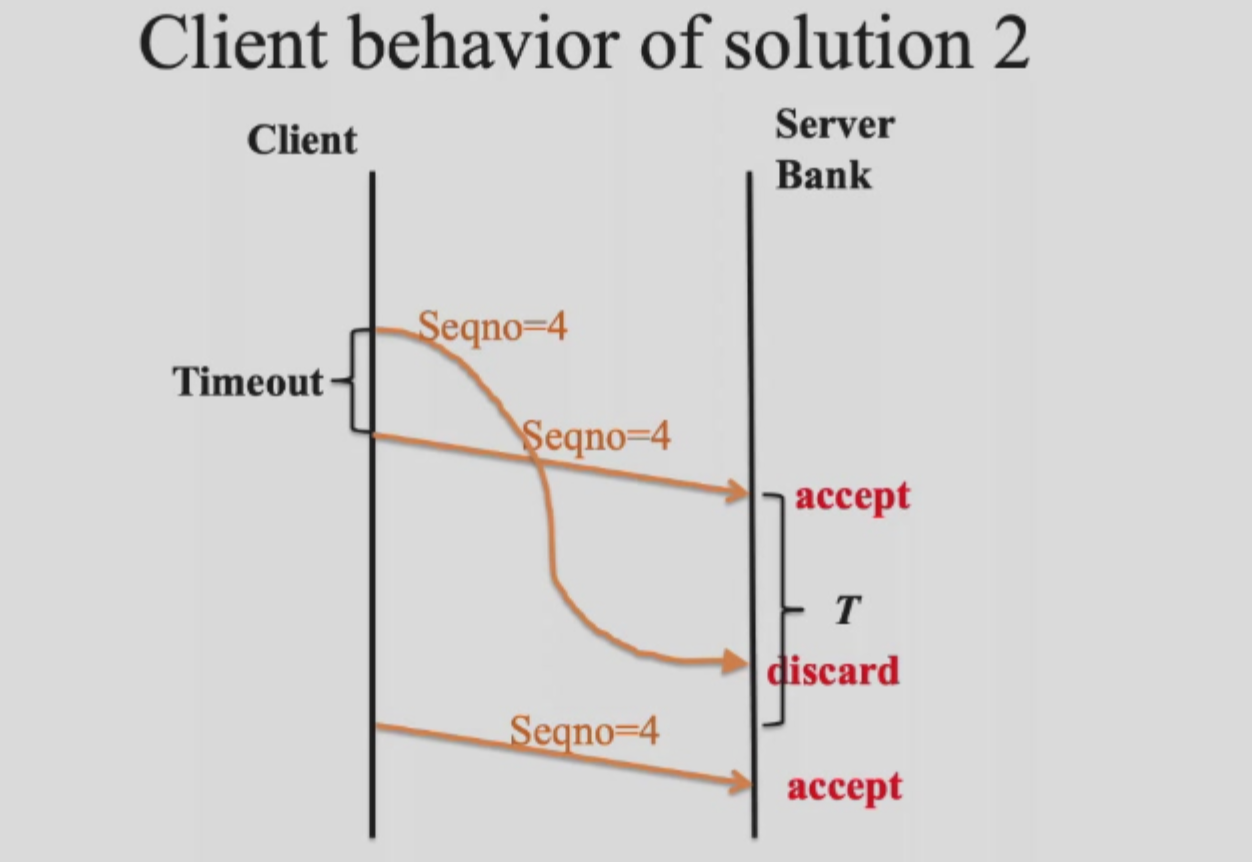 Client behavior of solution 2
Client
Server
Bank
Seqno=4
Timeout
Seqno=4
accept
T
discard
Seqno=4
accept